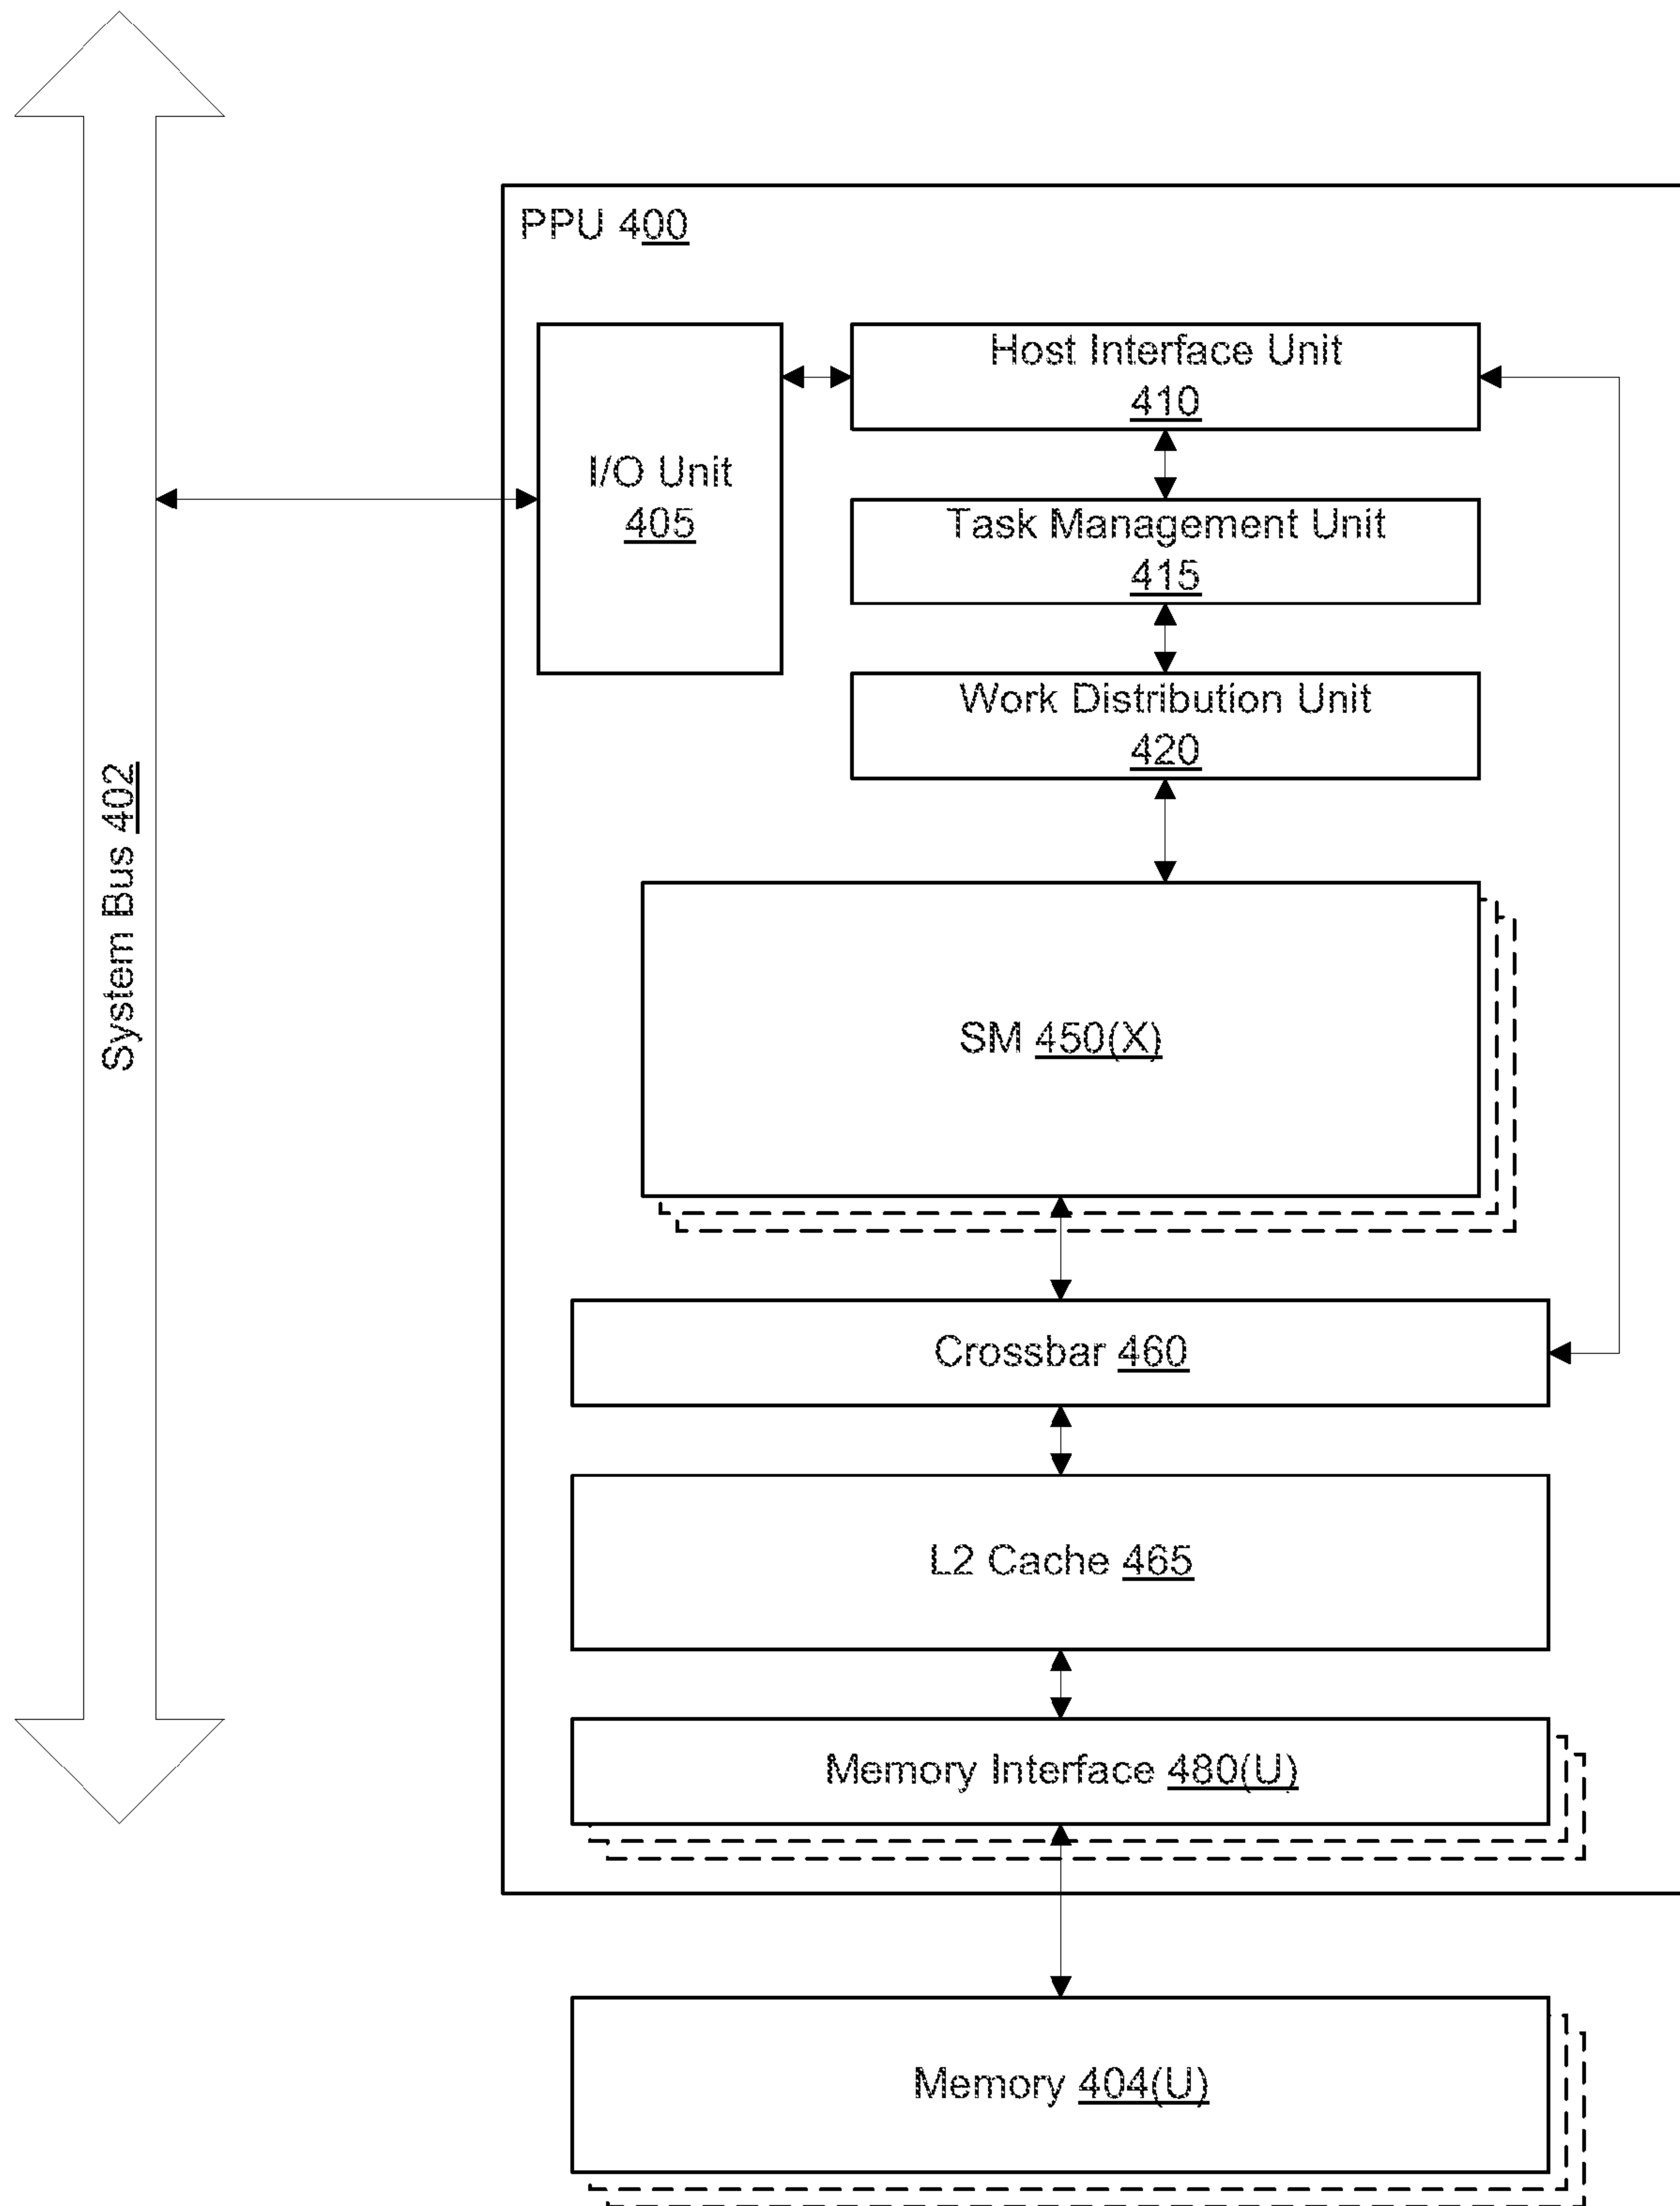 PPU 400
Host Interface Unit
410
I/O Unit
405
Task Management Unit
415
Work Distribution Unit
420
System Bus 402
SM 450(X)
Crossbar 460
L2 Cache 465
Memory Interface 480(U)
Memory 404(U)